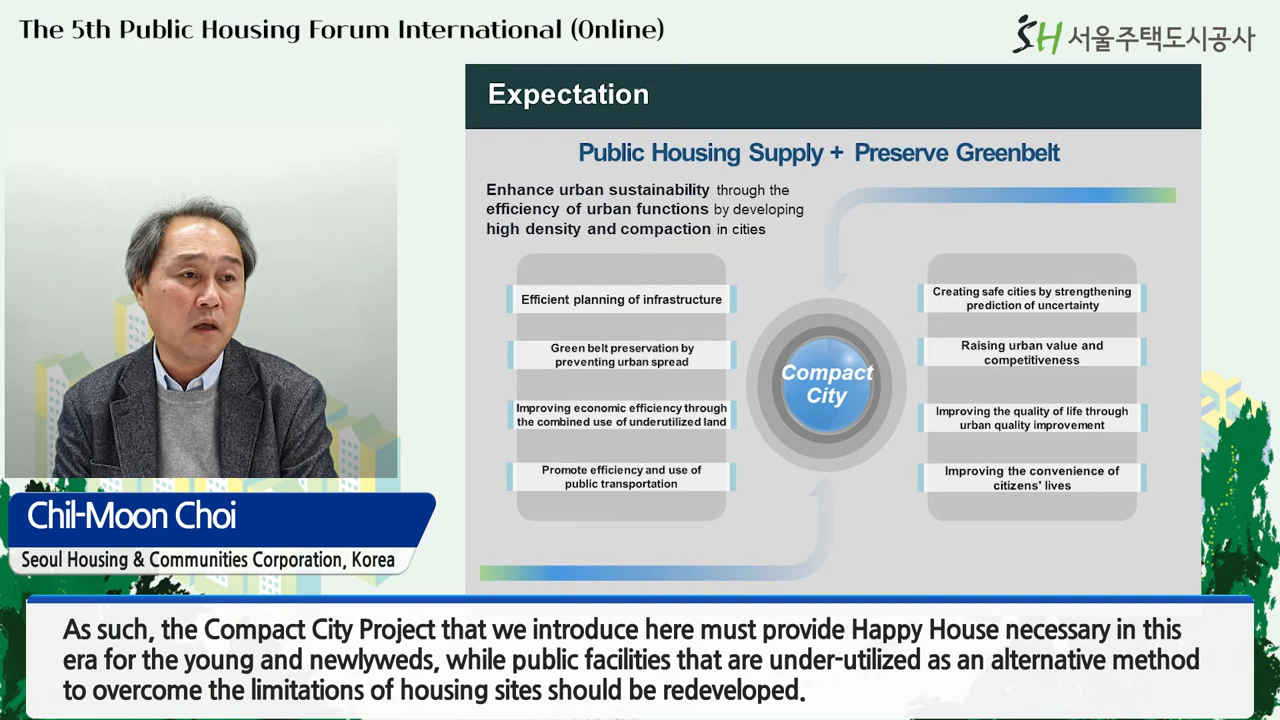 The 5th Public Housing Forum International (Online)
SH 서울주택도시공사
Expectation
Public Housing Supply + Preserve Greenbelt
Enhance urban sustainability through the
efficiency of urban functions by developing
high density and compaction in cities
Efficient planning of infrastructure
Green belt preservation by
preventing urban spread
Improving economic efficiency through
the combined use of underutilized land
Promote efficiency and use of
public transportation
Compact
City
Creating safe cities by strengthening
prediction of uncertainty
Raising urban value and
competitiveness
Improving the quality of life through
urban quality improvement
Improving the convenience of
citizens' lives
Chil-Moon Choi
Seoul Housing & Communities Corporation, Korea
As such, the Compact City Project that we introduce here must provide Happy House necessary in this
era for the young and newlyweds, while public facilities that are under-utilized as an alternative method
to overcome the limitations of housing sites should be redeveloped.